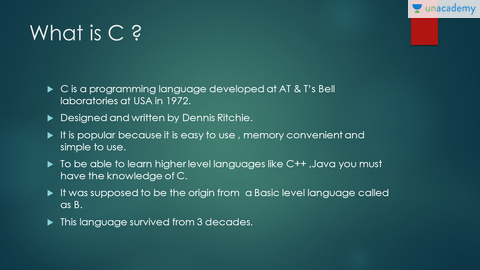 unacademy
What is C ?
C is a programming language developed at AT & T's Bell
laboratories at USA in 1972.
Designed and written by Dennis Ritchie.
It is popular because it is easy to use , memory convenient and
simple to use.
To be able to learn higher level languages like C++ ,Java you must
have the knowledge of C.
It was supposed to be the origin from a Basic level language called
as B.
This language survived from 3 decades.